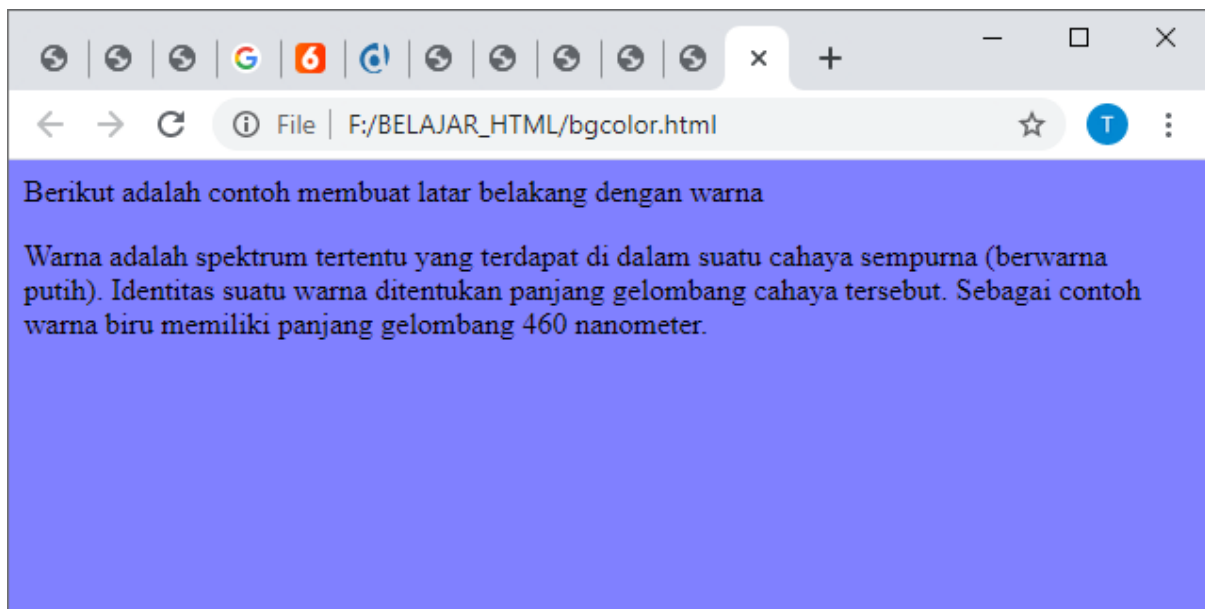 G 6
File F:/BELAJAR_HTML/bgcolor.html T
Berikut adalah contoh membuat latar belakang dengan warna
Warna adalah spektrum tertentu yang terdapat di dalam suatu cahaya sempurna (berwarna
putih). Identitas suatu warna ditentukan panjang gelombang cahaya tersebut. Sebagai contoh
warna biru memiliki panjang gelombang 460 nanometer.